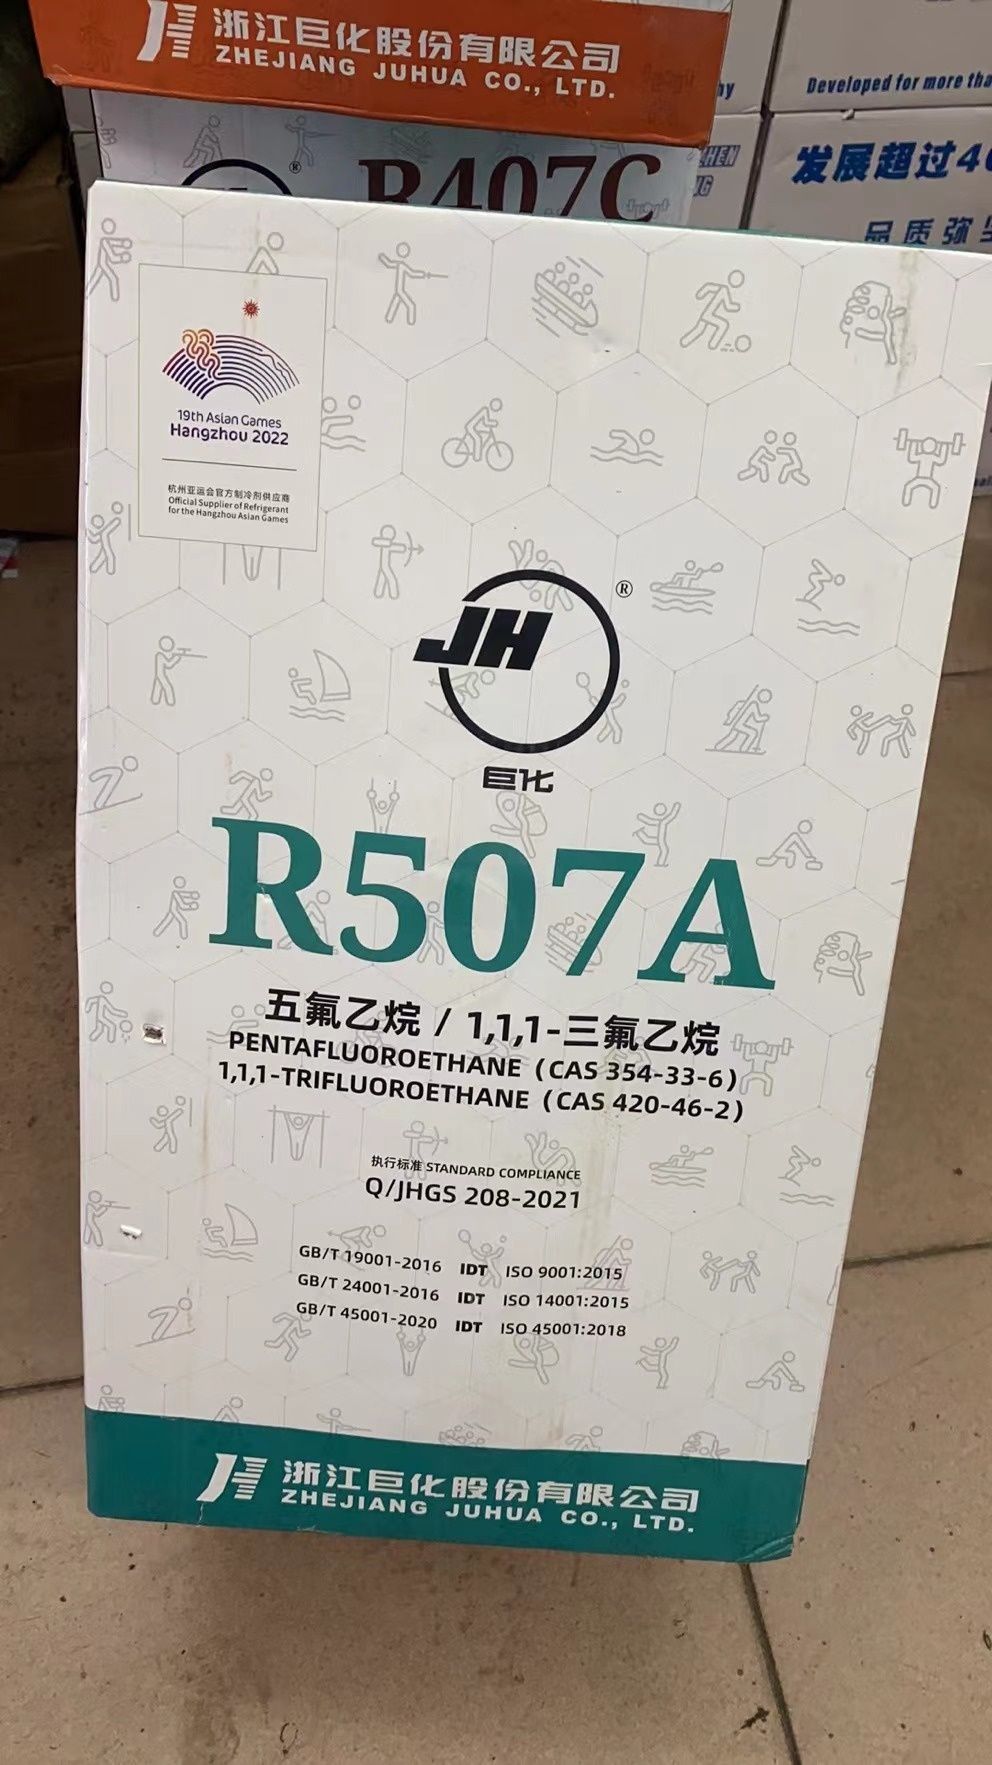 浙江巨化股份有限公司
ZHEJIANG JUHUA CO., LTD.
Developed for more tha
R407C
®
发展超过40
品质弥坚
19th Asian Games
Hangzhou 2022
杭州亚运会官方制冷剂供应商
Official Supplier of Refrigerant
for the Hangzhou Asian Games
JH
®
巨化
R507A
五氟乙烷 / 1,1,1-三氟乙烷
PENTAFLUOROETHANE (CAS 354-33-6)
1,1,1-TRIFLUOROETHANE (CAS 420-46-2)
执行标准 STANDARD COMPLIANCE
Q/JHGS 208-2021
GB/T 19001-2016 IDT ISO 9001:2015
GB/T 24001-2016 IDT ISO 14001:2015
GB/T 45001-2020 IDT ISO 45001:2018
浙江巨化股份有限公司
ZHEJIANG JUHUA CO., LTD.